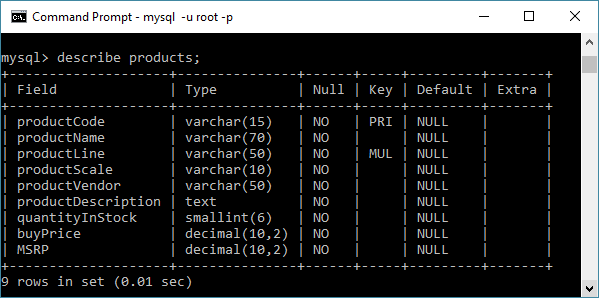 Command Prompt - mysql  -u root -p
mysql> describe products;
+--------------------+---------------+------+-----+---------+-------+
| Field              | Type          | Null | Key | Default | Extra |
+--------------------+---------------+------+-----+---------+-------+
| productCode        | varchar(15)   | NO   | PRI | NULL    |       |
| productName        | varchar(70)   | NO   |     | NULL    |       |
| productLine        | varchar(50)   | NO   | MUL | NULL    |       |
| productScale       | varchar(10)   | NO   |     | NULL    |       |
| productVendor      | varchar(50)   | NO   |     | NULL    |       |
| productDescription | text          | NO   |     | NULL    |       |
| quantityInStock    | smallint(6)   | NO   |     | NULL    |       |
| buyPrice           | decimal(10,2) | NO   |     | NULL    |       |
| MSRP               | decimal(10,2) | NO   |     | NULL    |       |
+--------------------+---------------+------+-----+---------+-------+
9 rows in set (0.01 sec)